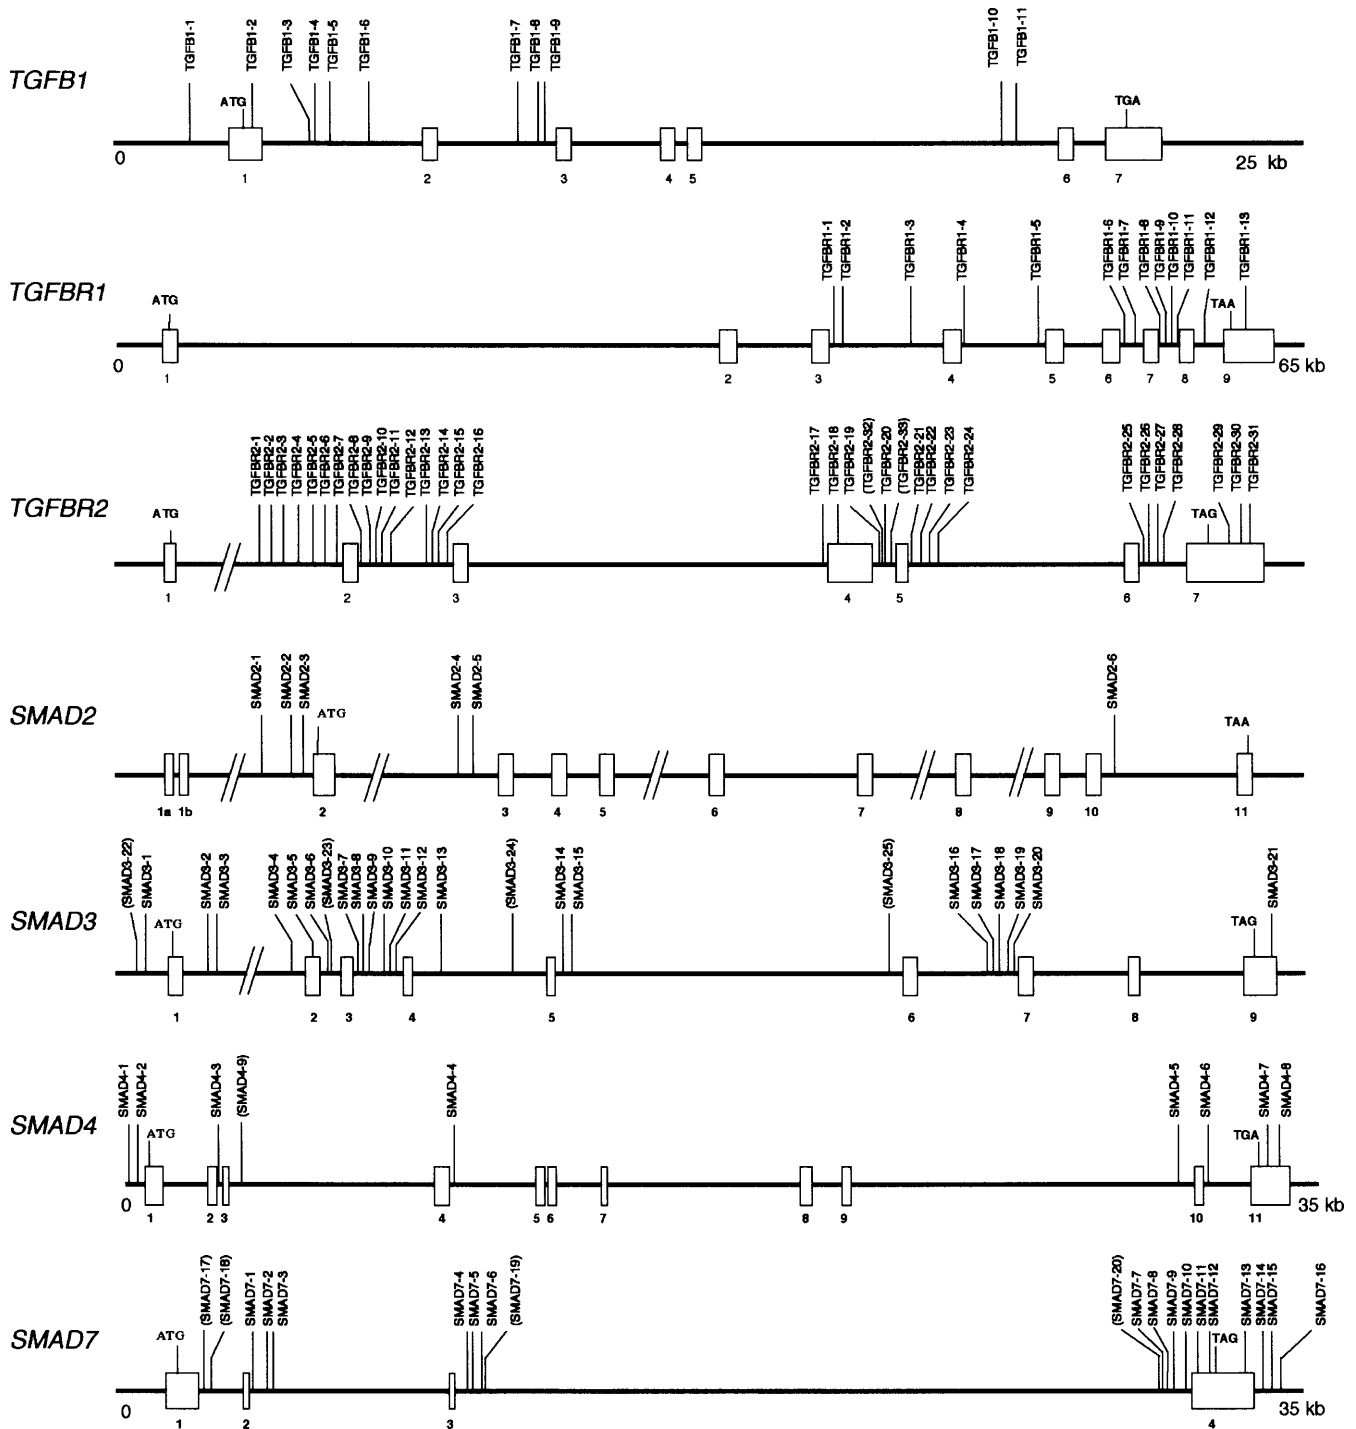 TGFB1
TGFB1-1 TGFB1-2 TGFB1-3 TGFB1-4 TGFB1-5 TGFB1-6 TGFB1-7 TGFB1-8 TGFB1-9 TGFB1-10 TGFB1-11
ATG TGA
0 25 kb
1 2 3 4 5 6 7
TGFBR1
TGFBR1-1 TGFBR1-2 TGFBR1-3 TGFBR1-4 TGFBR1-5 TGFBR1-6 TGFBR1-7 TGFBR1-8 TGFBR1-9 TGFBR1-10 TGFBR1-11 TGFBR1-12 TGFBR1-13
ATG TAA
0 65 kb
1 2 3 4 5 6 7 8 9
TGFBR2
TGFBR2-1 TGFBR2-2 TGFBR2-3 TGFBR2-4 TGFBR2-5 TGFBR2-6 TGFBR2-7 TGFBR2-8 TGFBR2-9 TGFBR2-10 TGFBR2-11 TGFBR2-12 TGFBR2-13 TGFBR2-14 TGFBR2-15 TGFBR2-16 TGFBR2-17 TGFBR2-18 TGFBR2-19 (TGFBR2-32) TGFBR2-20 (TGFBR2-33) TGFBR2-21 TGFBR2-22 TGFBR2-23 TGFBR2-24 TGFBR2-25 TGFBR2-26 TGFBR2-27 TGFBR2-28 TGFBR2-29 TGFBR2-30 TGFBR2-31
ATG TAG
1 2 3 4 5 6 7
SMAD2
SMAD2-1 SMAD2-2 SMAD2-3 SMAD2-4 SMAD2-5 SMAD2-6
ATG TAA
1a 1b 2 3 4 5 6 7 8 9 10 11
SMAD3
(SMAD3-22) SMAD3-1 SMAD3-2 SMAD3-3 SMAD3-4 SMAD3-5 SMAD3-6 (SMAD3-23) SMAD3-7 SMAD3-8 SMAD3-9 SMAD3-10 SMAD3-11 SMAD3-12 SMAD3-13 (SMAD3-24) SMAD3-14 SMAD3-15 (SMAD3-25) SMAD3-16 SMAD3-17 SMAD3-18 SMAD3-19 SMAD3-20 SMAD3-21
ATG TAG
1 2 3 4 5 6 7 8 9
SMAD4
SMAD4-1 SMAD4-2 SMAD4-3 (SMAD4-9) SMAD4-4 SMAD4-5 SMAD4-6 SMAD4-7 SMAD4-8
ATG TGA
0 35 kb
1 2 3 4 5 6 7 8 9 10 11
SMAD7
(SMAD7-17) (SMAD7-18) SMAD7-1 SMAD7-2 SMAD7-3 SMAD7-4 SMAD7-5 SMAD7-6 (SMAD7-19) (SMAD7-20) SMAD7-7 SMAD7-8 SMAD7-9 SMAD7-10 SMAD7-11 SMAD7-12 SMAD7-13 SMAD7-14 SMAD7-15 SMAD7-16
ATG TAG
0 35 kb
1 2 3 4